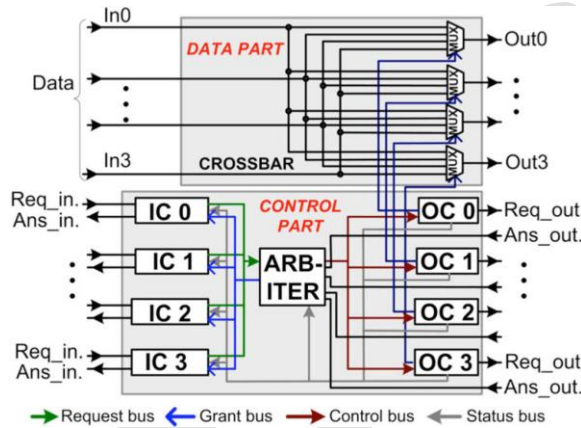 In0
DATA PART
MUX
Out0
MUX
Data
MUX
MUX
In3
CROSSBAR
Out3
Req_in.
Ans_in.
IC 0
CONTROL
PART
OC 0
Req_out
Ans_out.
IC 1
ARB-
ITER
OC 1
IC 2
OC 2
Req_in.
Ans_in.
IC 3
OC 3
Req_out
Ans_out.
Request bus
Grant bus
Control bus
Status bus